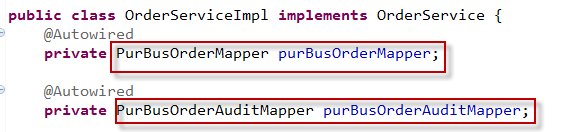 public class OrderServiceImpl implements OrderService {
@Autowired
private PurBusOrderMapper purBusOrderMapper;
@Autowired
private PurBusOrderAuditMapper purBusOrderAuditMapper;